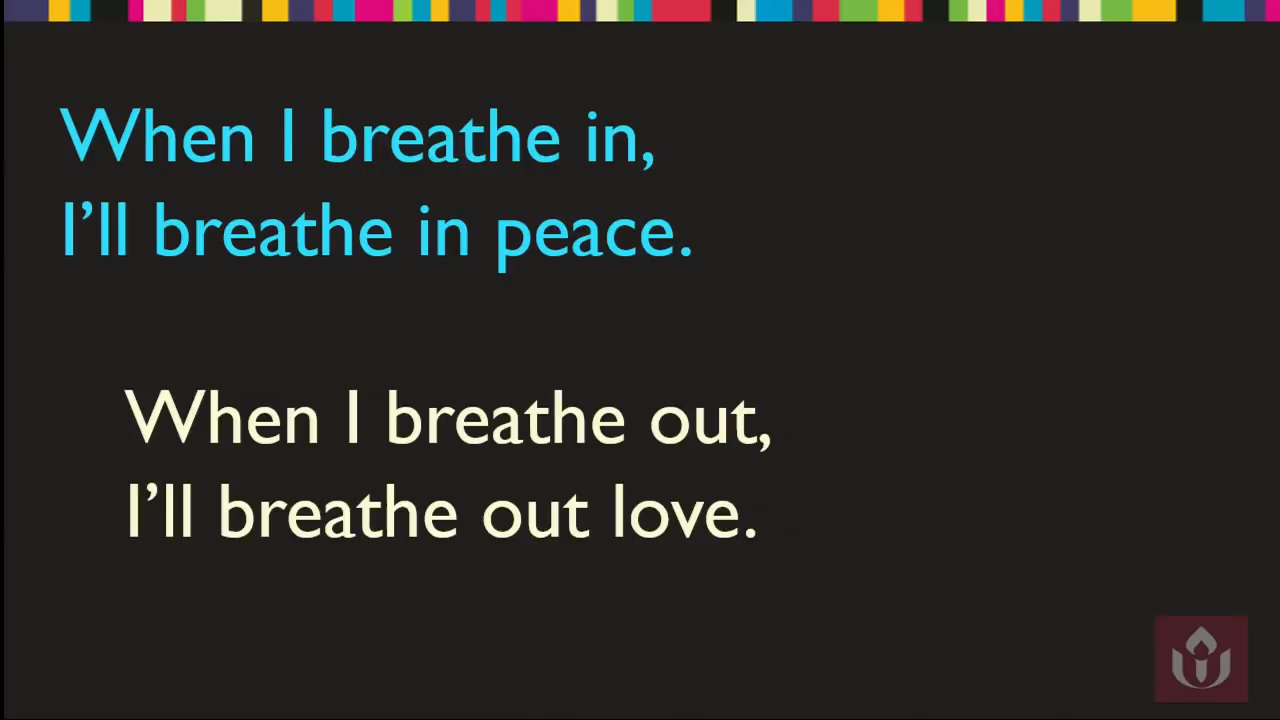 When I breathe in,
I’ll breathe in peace.
When I breathe out,
I’ll breathe out love.